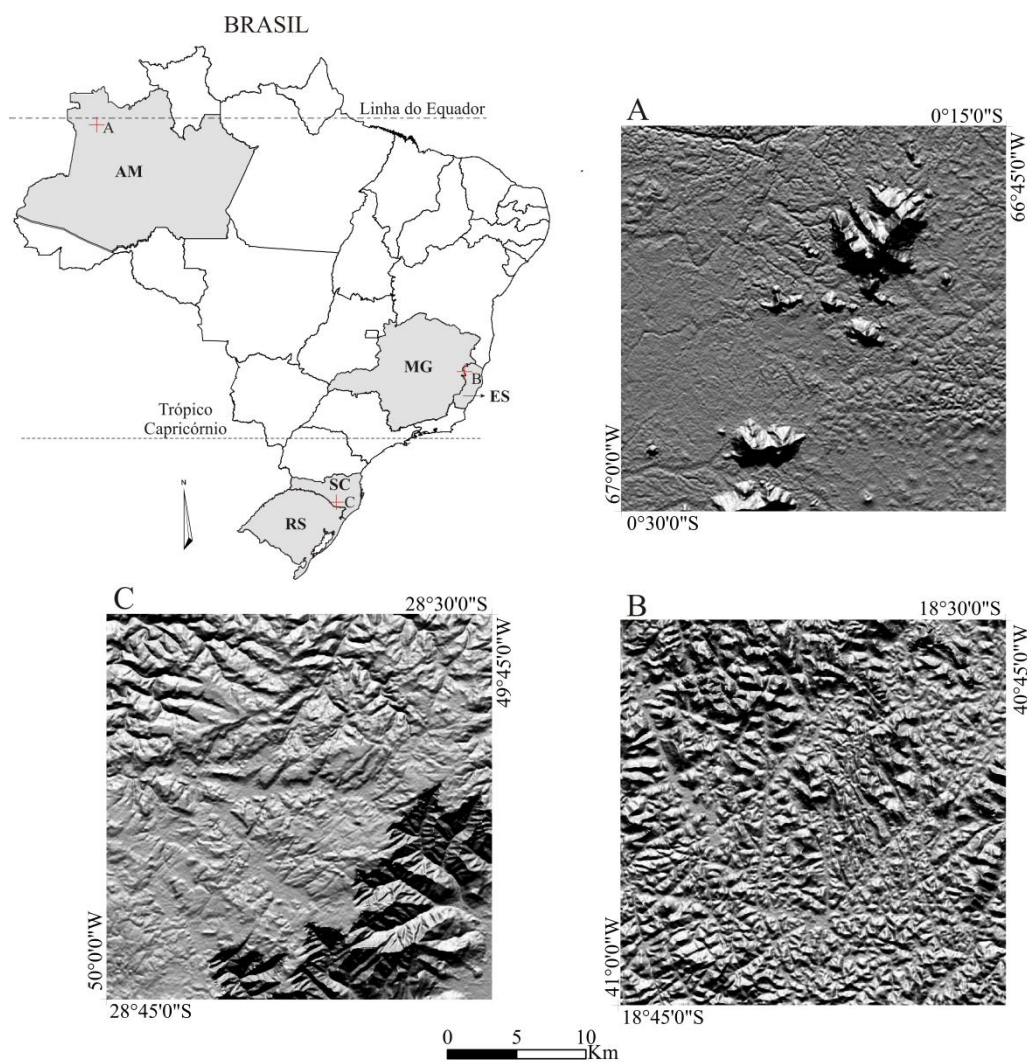 BRASIL
Linha do Equador
A
AM
MG
B
ES
Trópico
Capricórnio
N
SC
C
RS
A
0°15'0"S
66°45'0"W
67°0'0"W
0°30'0"S
C
28°30'0"S
49°45'0"W
50°0'0"W
28°45'0"S
B
18°30'0"S
40°45'0"W
41°0'0"W
18°45'0"S
0 5 10
Km